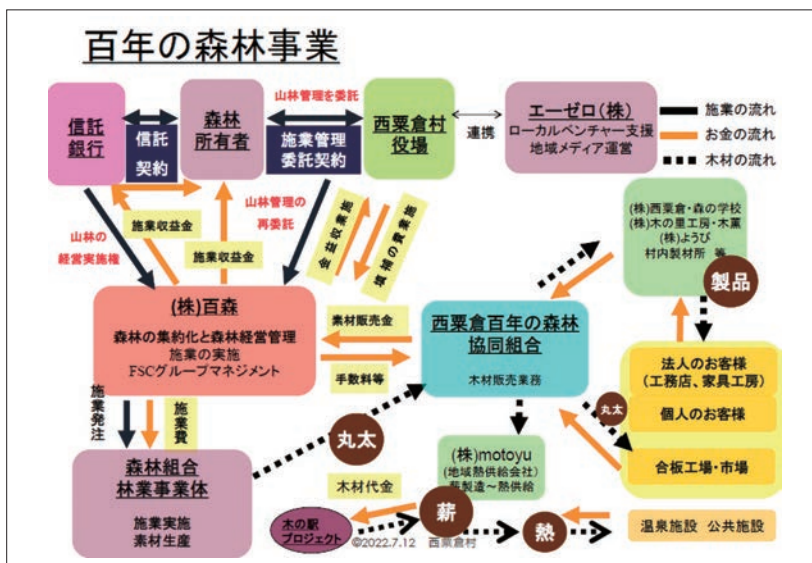 百年の森林事業
信託
銀行
信託
契約
森林
所有者
山林管理を委託
施業管理
委託契約
西粟倉村
役場
連携
エーゼロ(株)
ローカルベンチャー支援
地域メディア運営
施業の流れ
お金の流れ
木材の流れ
山林の
経営実施権
施業収益金
施業収益金
山林管理の
再委託
施業収益金
施業費の補填
(株)西粟倉・森の学校
(株)木の里工房・木薫
(株)ようび
村内製材所 等
製品
(株)百森
森林の集約化と森林経営管理
施業の実施
FSCグループマネジメント
素材販売金
手数料等
西粟倉百年の森林
協同組合
木材販売業務
法人のお客様
(工務店、家具工房)
個人のお客様
合板工場・市場
丸太
施業発注
施業費
丸太
森林組合
林業事業体
施業実施
素材生産
(株)motoyu
(地域熱供給会社)
薪製造~熱供給
木材代金
木の駅
プロジェクト
薪
熱
温泉施設 公共施設
©2022.7.12 西粟倉村